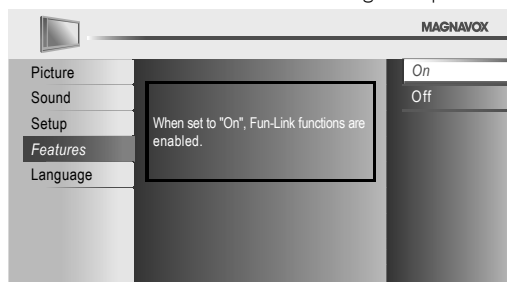 MAGNAVOX
Picture
Sound
Setup
Features
Language
When set to "On", Fun-Link functions are
enabled.
On
Off